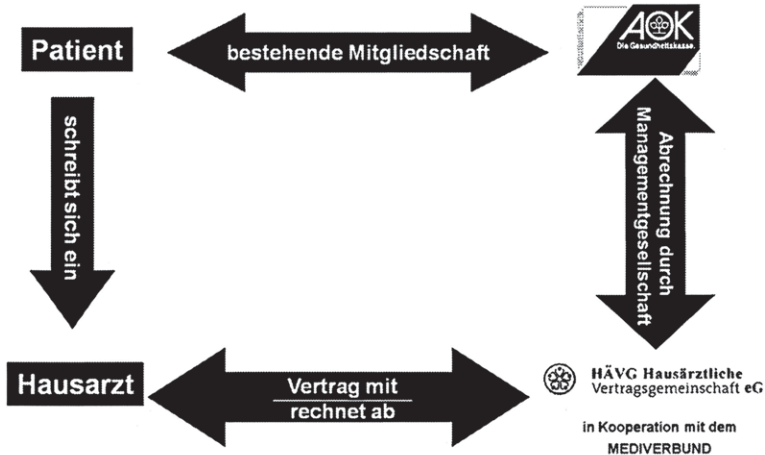 Patient
bestehende Mitgliedschaft
AOK
Die Gesundheitskasse.
schreibt sich ein
Abrechnung durch
Managementgesellschaft
Hausarzt
Vertrag mit
rechnet ab
HÄVG Hausärztliche
Vertragsgemeinschaft eG
in Kooperation mit dem
MEDIVERBUND